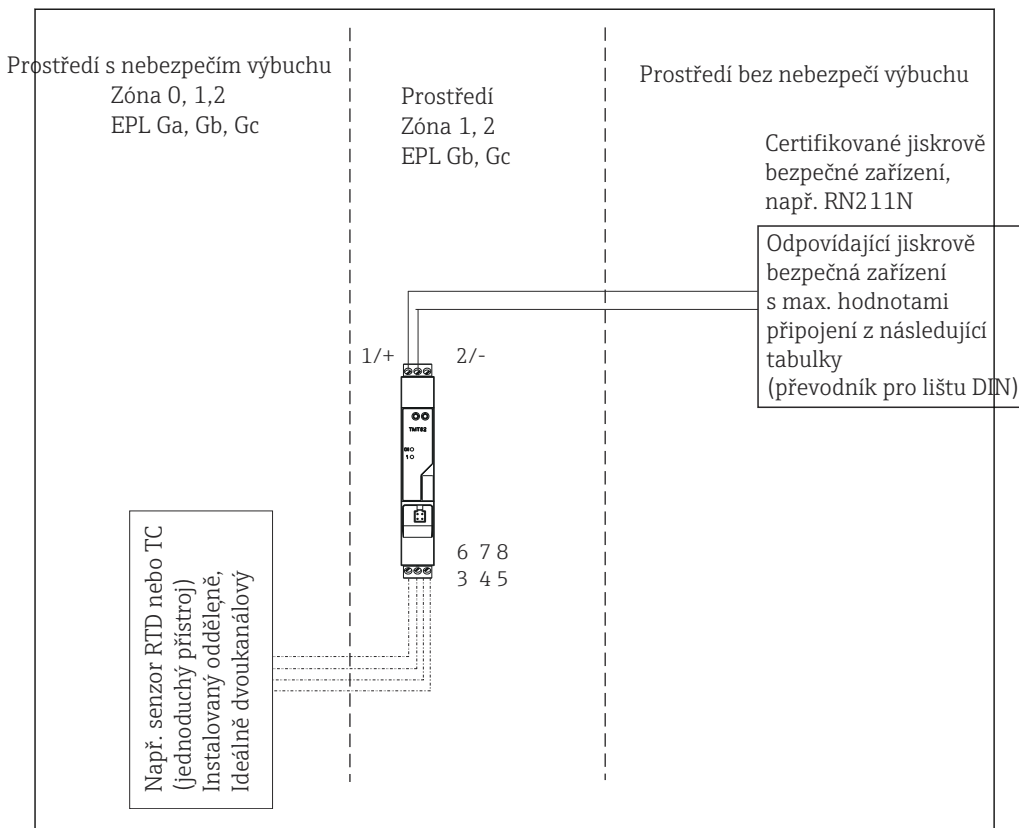 Prostředí s nebezpečím výbuchu
Zóna 0, 1,2
EPL Ga, Gb, Gc
Prostředí
Zóna 1, 2
EPL Gb, Gc
Prostředí bez nebezpečí výbuchu
Certifikované jiskrově
bezpečné zařízení,
např. RN211N
Odpovídající jiskrově
bezpečná zařízení
s max. hodnotami
připojení z následující
tabulky
(převodník pro lištu DIN)
1/+
2/-
TMT82
6 7 8
3 4 5
Např. senzor RTD nebo TC
(jednoduchý přístroj)
Instalovaný odděleně,
Ideálně dvoukanálový